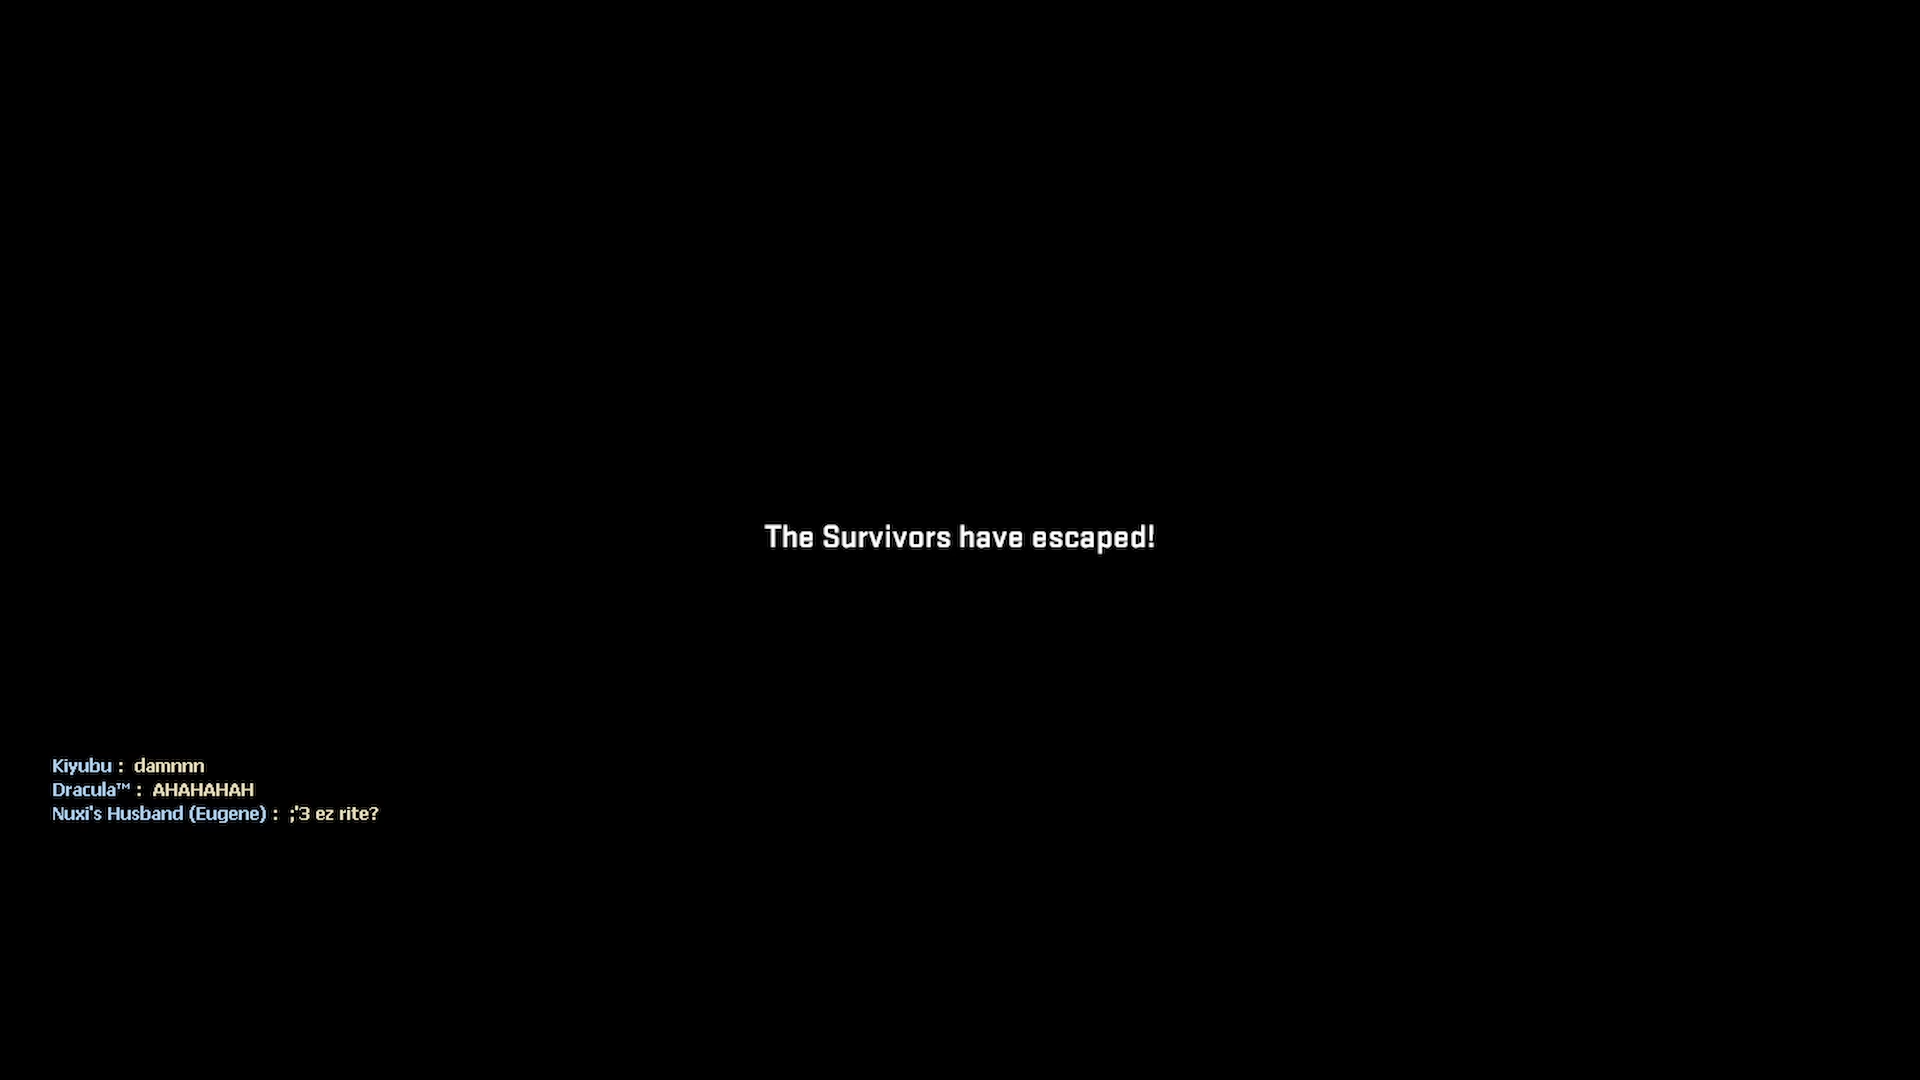 The Survivors have escaped!
Kiyubu :  damnnn
Dracula™ :  AHAHAHAH
Nuxi's Husband (Eugene) :  ;'3 ez rite?